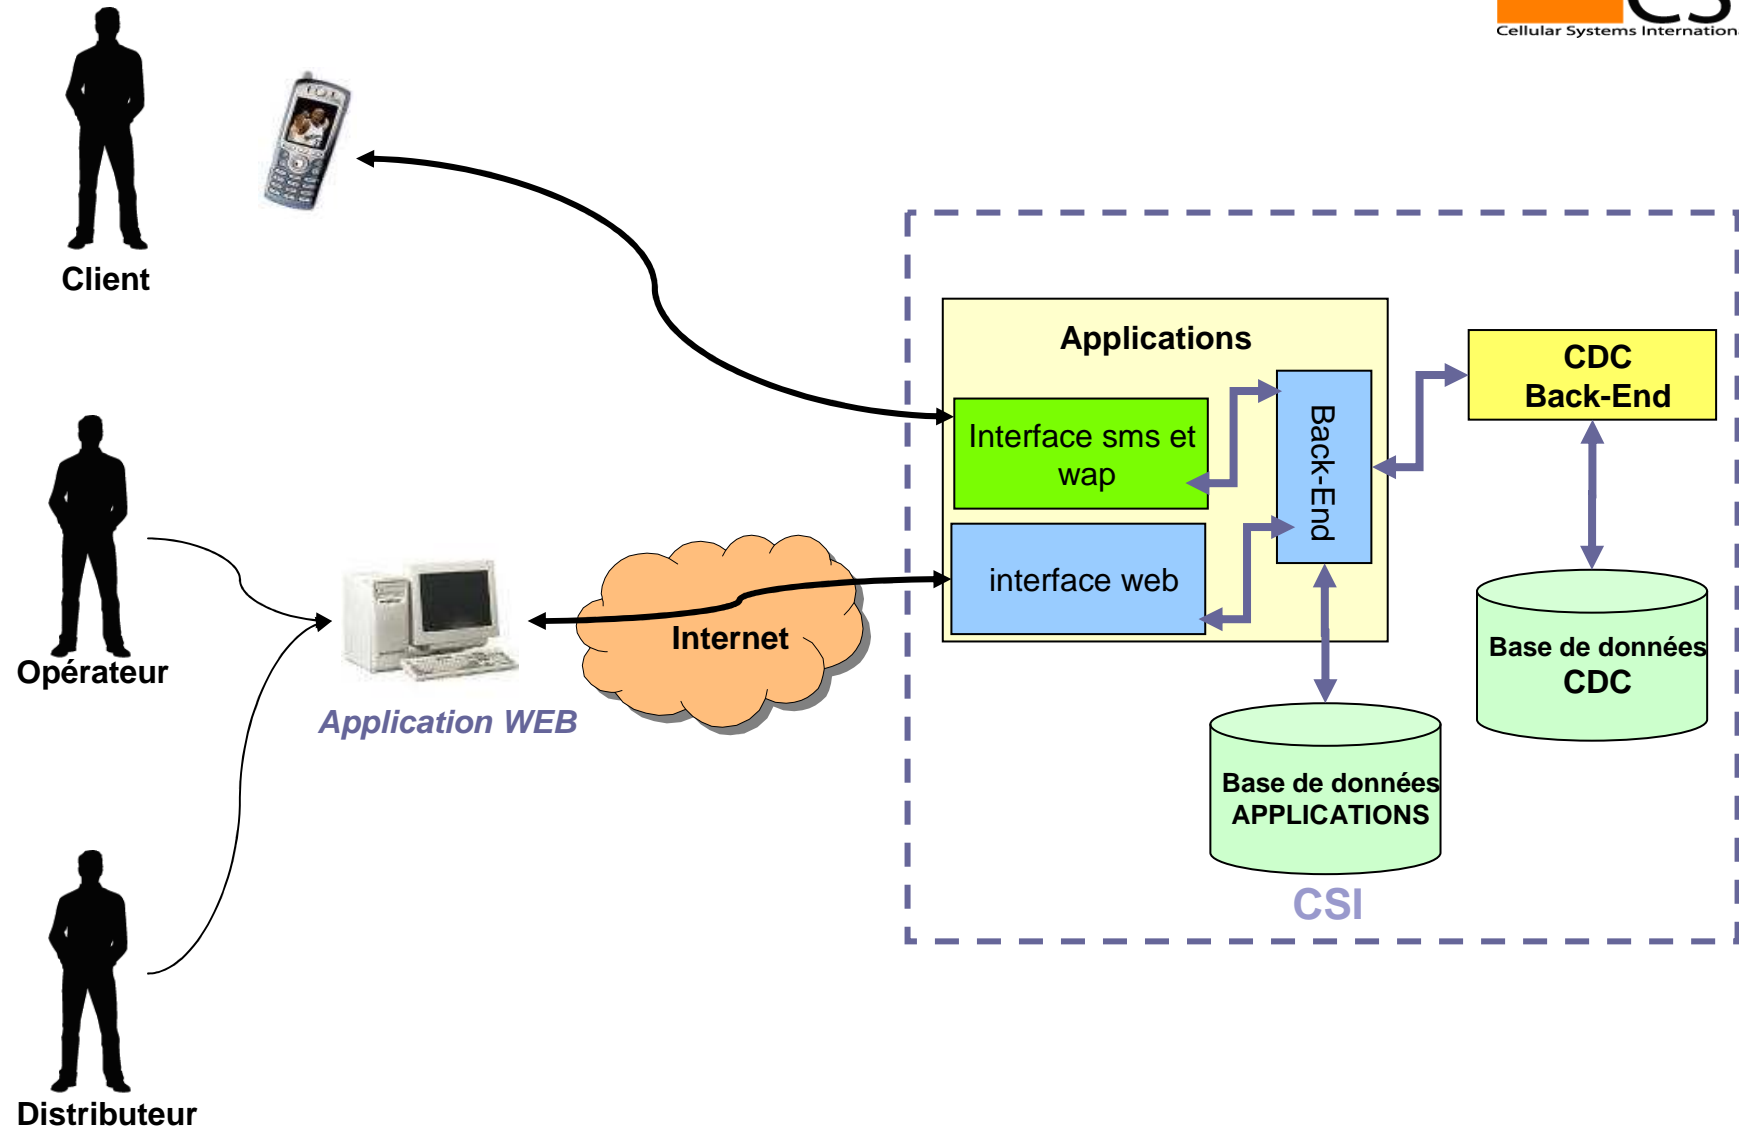 CS
Cellular Systems Internation
Client
Applications
CDC
Back-End
Interface sms et
wap
Back-End
interface web
Internet
Opérateur
Application WEB
Base de données
CDC
Base de données
APPLICATIONS
CSI
Distributeur